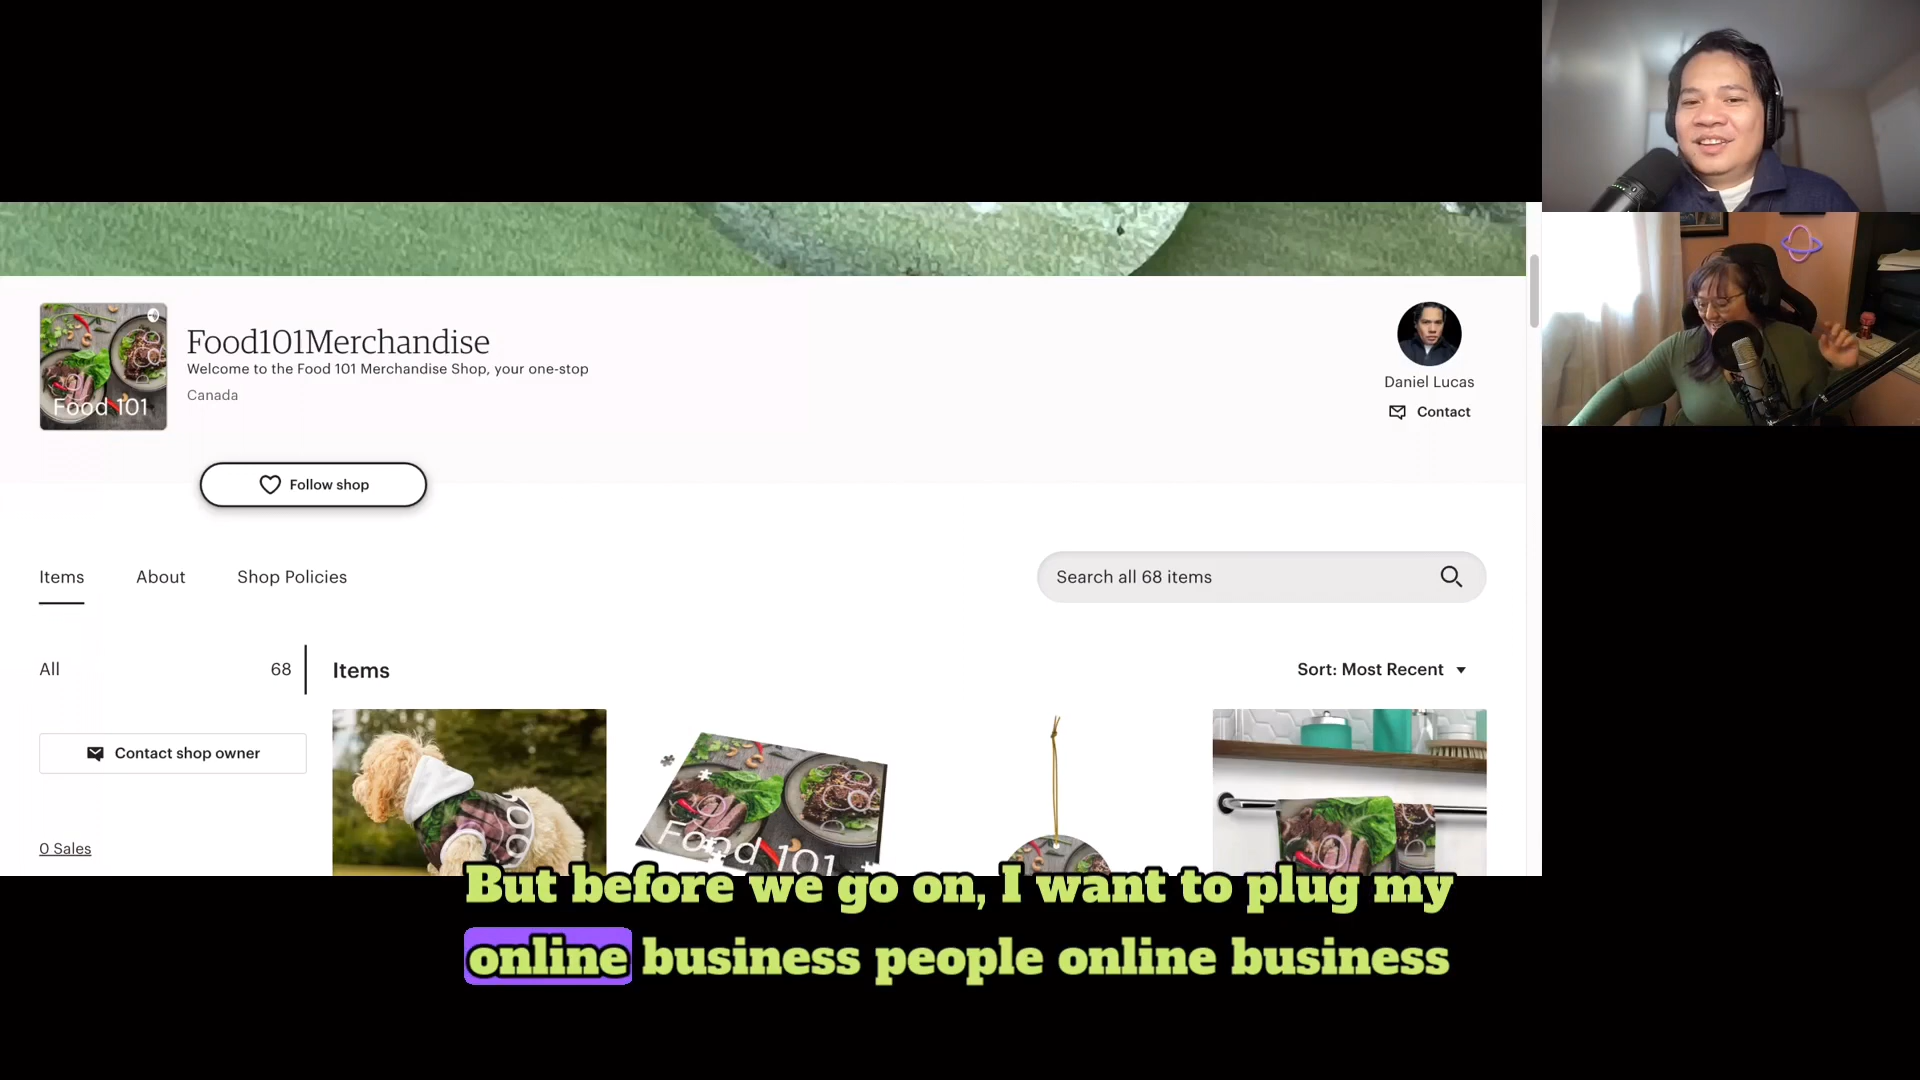 Food 101
Food101Merchandise
Welcome to the Food 101 Merchandise Shop, your one-stop
Canada
Daniel Lucas
Contact
Follow shop
Items
About
Shop Policies
Search all 68 items
All
68
Items
Sort: Most Recent
Contact shop owner
0 Sales
Food 101
But before we go on, I want to plug my
online business people online business